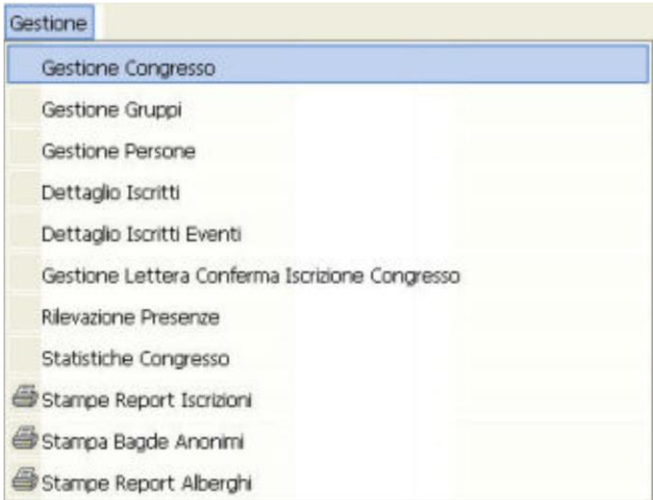 Gestione
Gestione Congresso
Gestione Gruppi
Gestione Persone
Dettaglio Iscritti
Dettaglio Iscritti Eventi
Gestione Lettera Conferma Iscrizione Congresso
Rilevazione Presenze
Statistiche Congresso
Stampe Report Iscrizioni
Stampa Bagde Anonimi
Stampe Report Alberghi